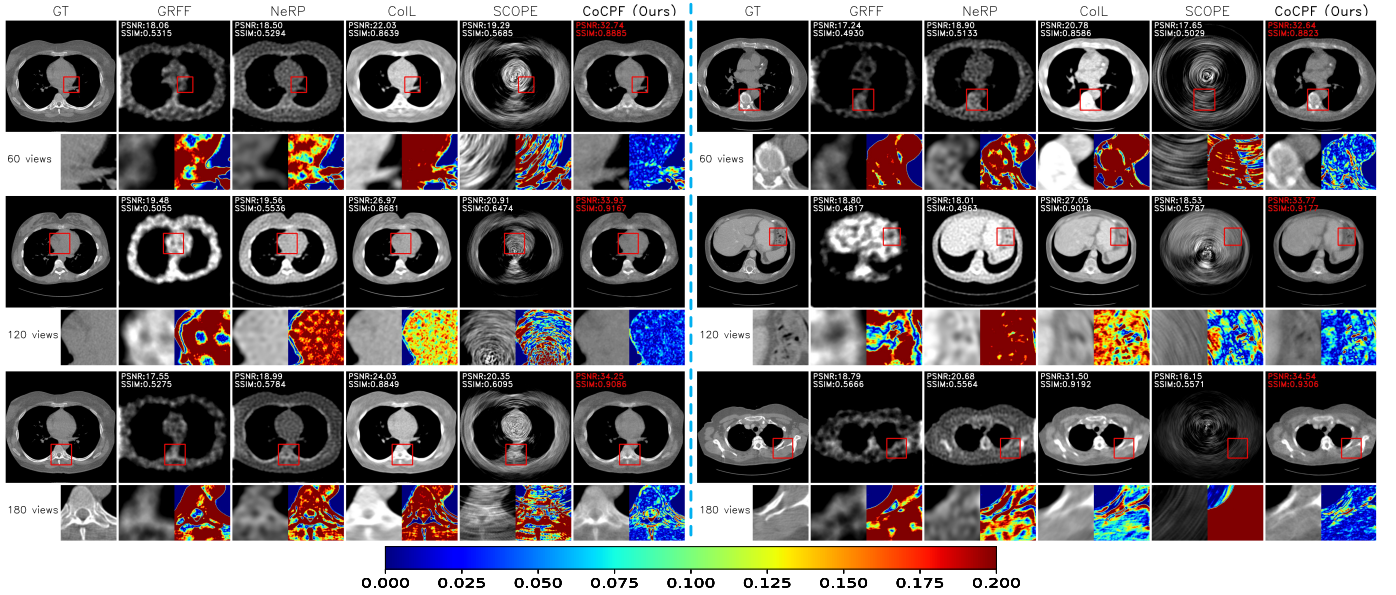 GT GRFF NeRP CoIL SCOPE CoCPF (Ours) GT GRFF NeRP CoIL SCOPE CoCPF (Ours)
PSNR:18.06 PSNR:18.50 PSNR:22.03 PSNR:19.29 PSNR:32.74 PSNR:17.24 PSNR:18.90 PSNR:20.78 PSNR:17.65 PSNR:32.64
SSIM:0.5315 SSIM:0.5294 SSIM:0.8639 SSIM:0.5685 SSIM:0.8885 SSIM:0.4930 SSIM:0.5133 SSIM:0.8586 SSIM:0.5029 SSIM:0.8823
60 views 60 views
PSNR:19.48 PSNR:19.56 PSNR:26.97 PSNR:20.91 PSNR:33.93 PSNR:18.80 PSNR:18.01 PSNR:27.05 PSNR:18.53 PSNR:33.77
SSIM:0.5055 SSIM:0.5536 SSIM:0.8681 SSIM:0.6474 SSIM:0.9167 SSIM:0.4817 SSIM:0.4963 SSIM:0.9018 SSIM:0.5787 SSIM:0.9177
120 views 120 views
PSNR:17.55 PSNR:18.99 PSNR:24.03 PSNR:20.35 PSNR:34.25 PSNR:18.79 PSNR:20.68 PSNR:31.50 PSNR:16.15 PSNR:34.54
SSIM:0.5275 SSIM:0.5784 SSIM:0.8849 SSIM:0.6095 SSIM:0.9086 SSIM:0.5666 SSIM:0.5564 SSIM:0.9192 SSIM:0.5571 SSIM:0.9306
180 views 180 views
0.000 0.025 0.050 0.075 0.100 0.125 0.150 0.175 0.200